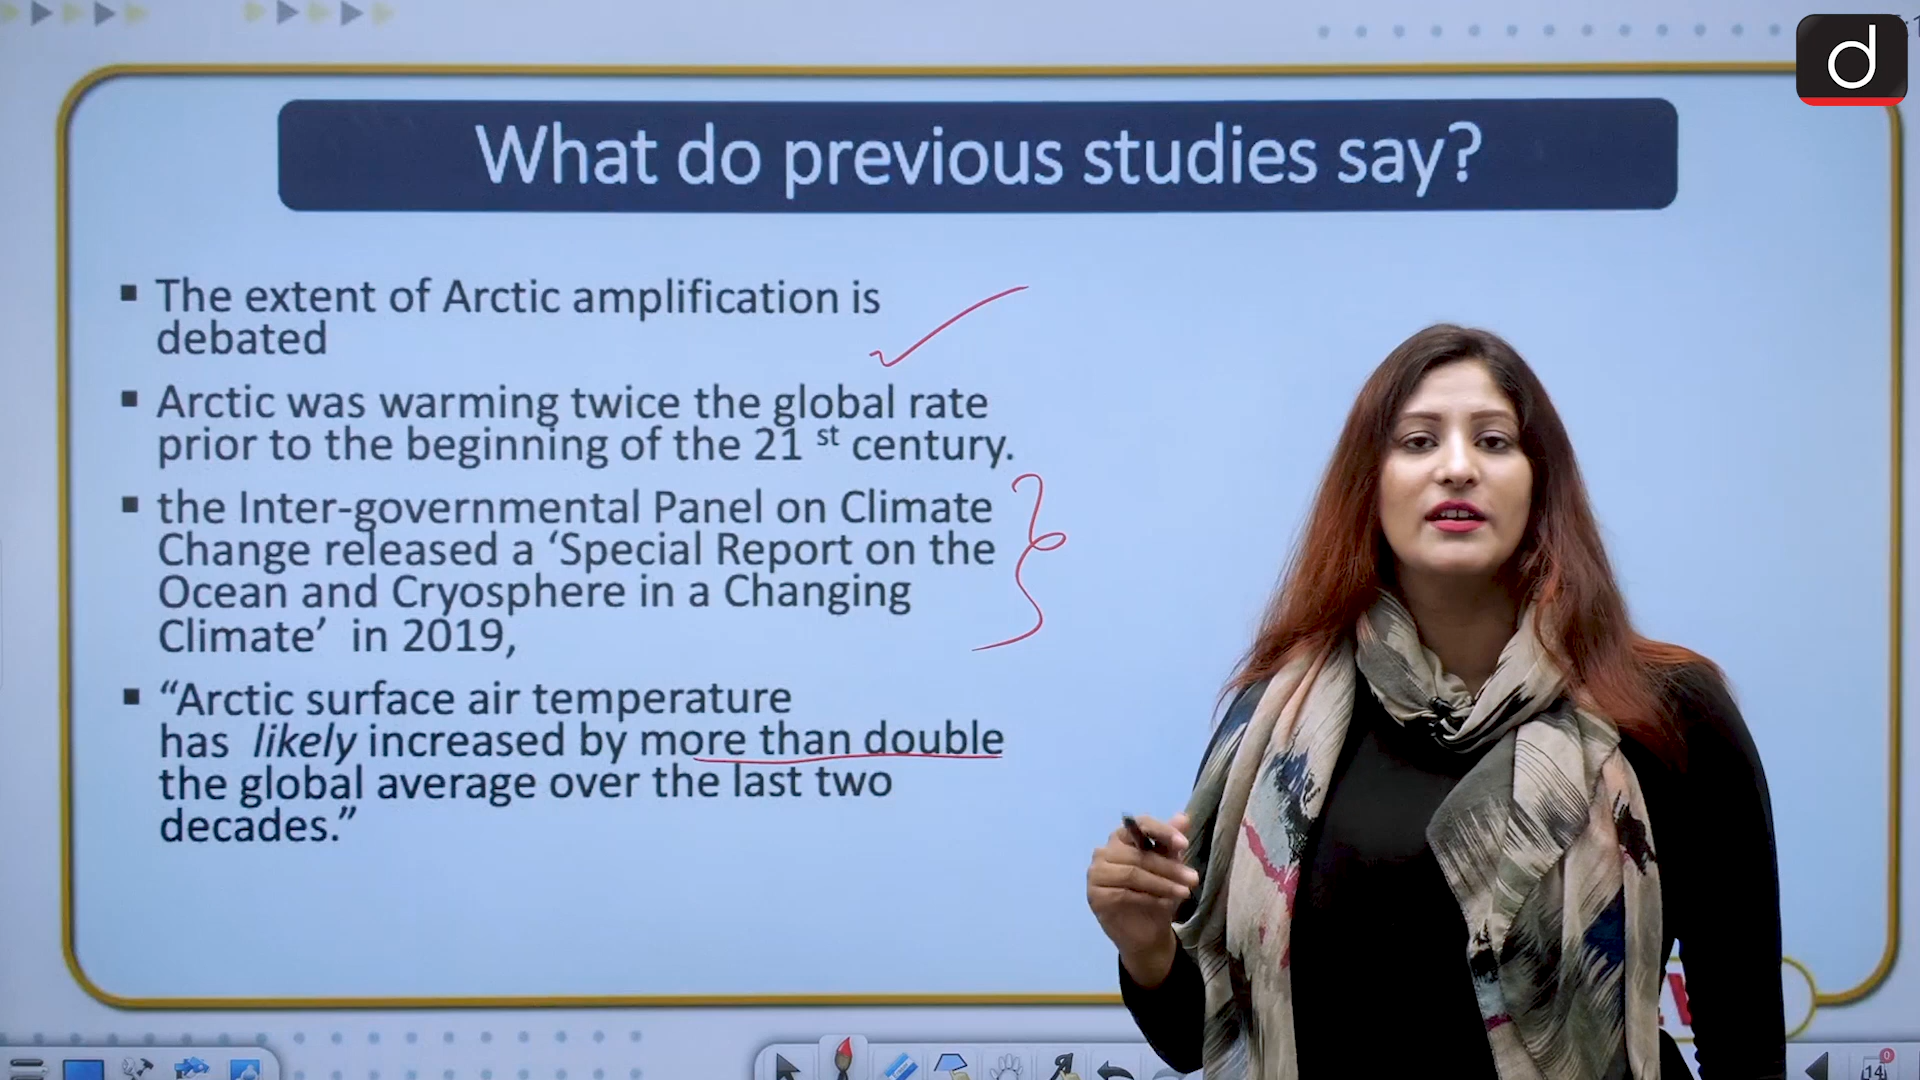 d
What do previous studies say?
▪ The extent of Arctic amplification is
debated
▪ Arctic was warming twice the global rate
prior to the beginning of the 21 st century.
▪ the Inter-governmental Panel on Climate
Change released a ‘Special Report on the
Ocean and Cryosphere in a Changing
Climate’ in 2019,
▪ “Arctic surface air temperature
has likely increased by more than double
the global average over the last two
decades.”
0
14